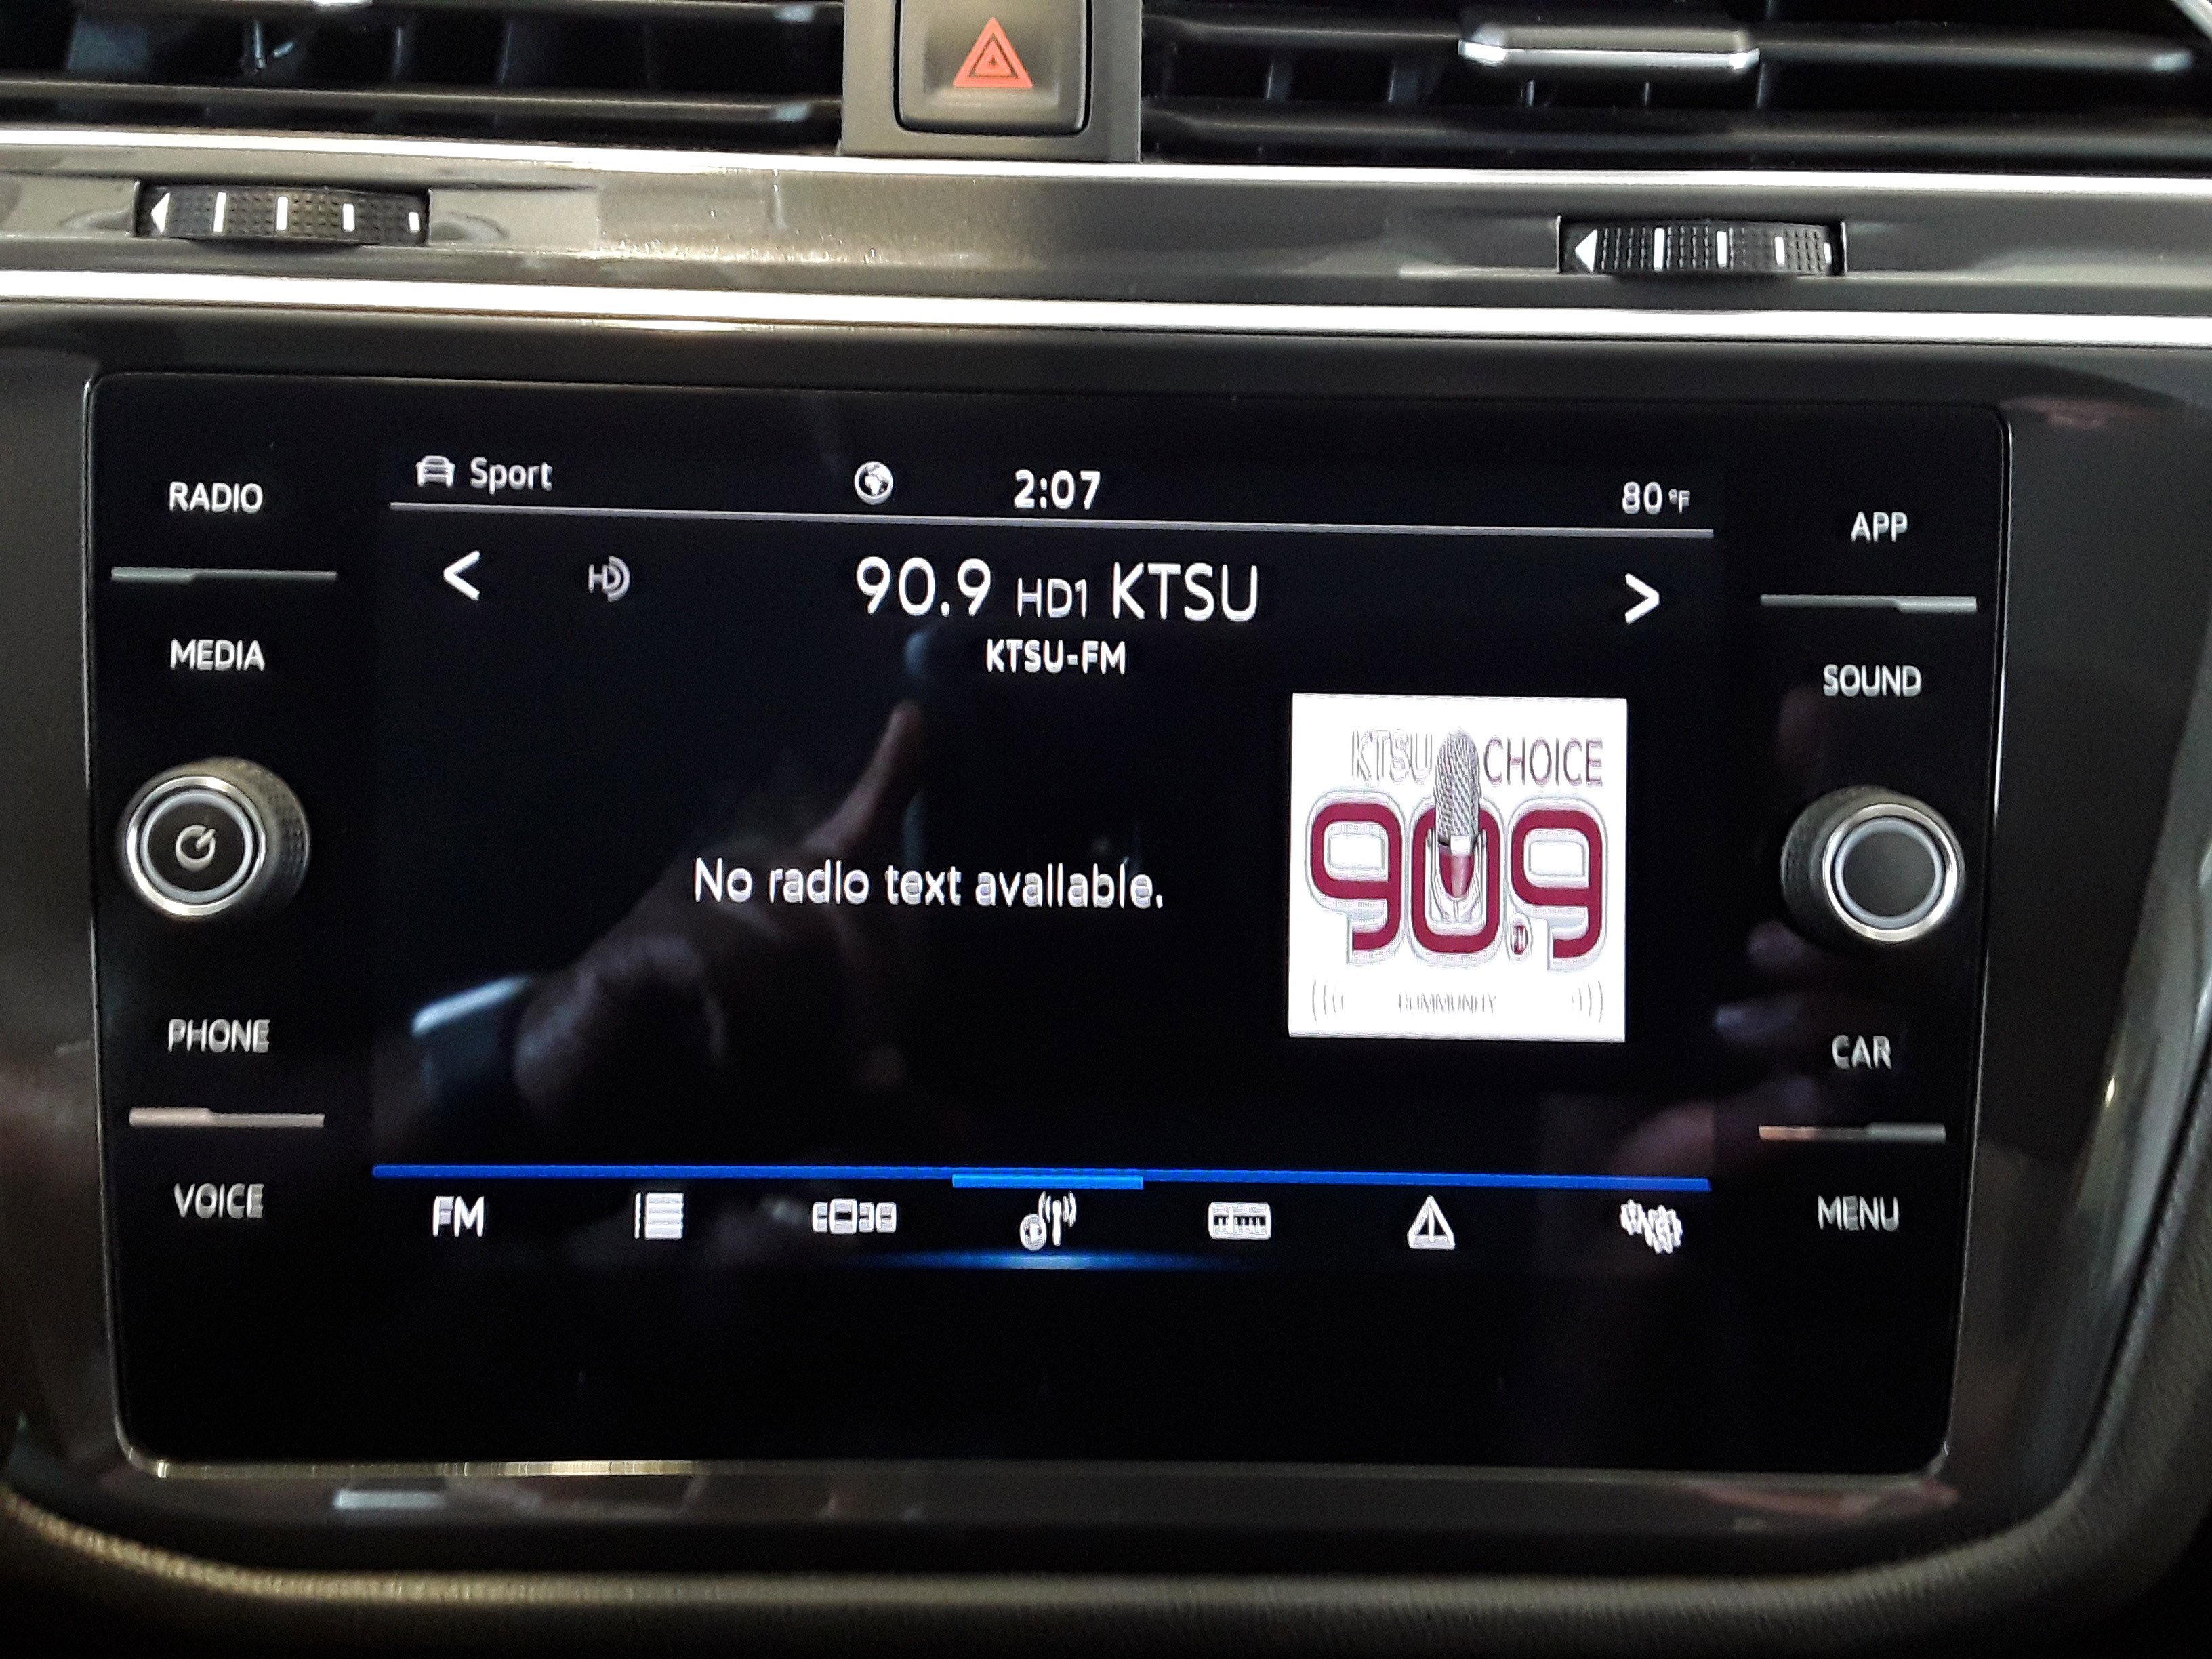 RADIO
MEDIA
PHONE
VOICE
Sport
2:07
80°F
90.9 HD1 KTSU
KTSU-FM
No radio text available.
KTSU CHOICE
90.9
FM
COMMUNITY
FM
APP
SOUND
CAR
MENU